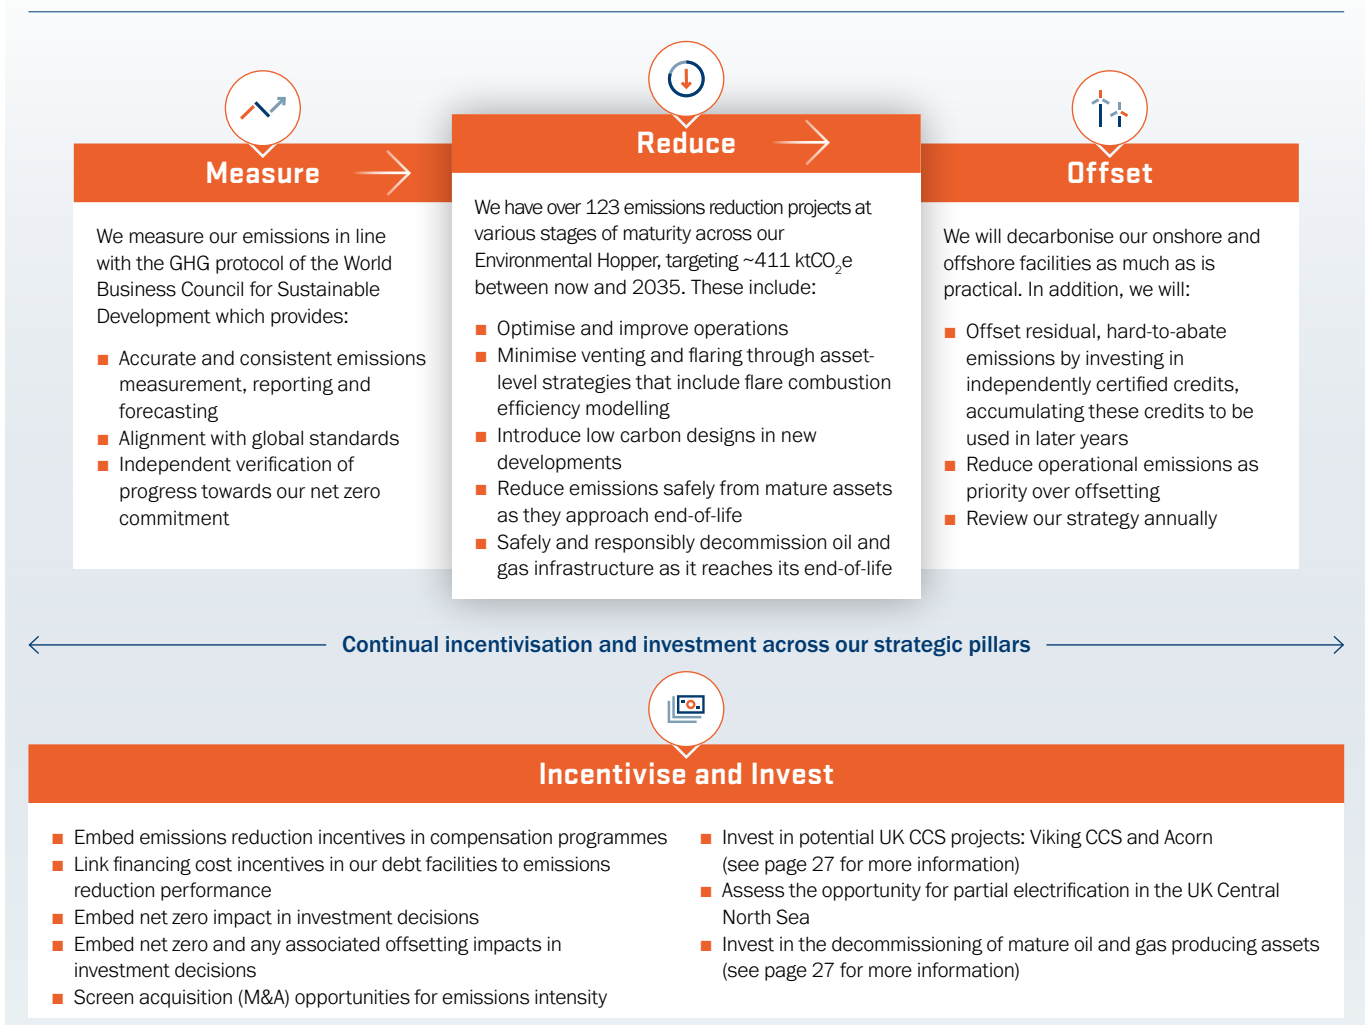 Measure
We measure our emissions in line
with the GHG protocol of the World
Business Council for Sustainable
Development which provides:
■ Accurate and consistent emissions
measurement, reporting and
forecasting
■ Alignment with global standards
■ Independent verification of
progress towards our net zero
commitment
Reduce
We have over 123 emissions reduction projects at
various stages of maturity across our
Environmental Hopper, targeting ~411 ktCO₂e
between now and 2035. These include:
■ Optimise and improve operations
■ Minimise venting and flaring through asset-
level strategies that include flare combustion
efficiency modelling
■ Introduce low carbon designs in new
developments
■ Reduce emissions safely from mature assets
as they approach end-of-life
■ Safely and responsibly decommission oil and
gas infrastructure as it reaches its end-of-life
Offset
We will decarbonise our onshore and
offshore facilities as much as is
practical. In addition, we will:
■ Offset residual, hard-to-abate
emissions by investing in
independently certified credits,
accumulating these credits to be
used in later years
■ Reduce operational emissions as
priority over offsetting
■ Review our strategy annually
Continual incentivisation and investment across our strategic pillars
Incentivise and Invest
■ Embed emissions reduction incentives in compensation programmes
■ Link financing cost incentives in our debt facilities to emissions
reduction performance
■ Embed net zero impact in investment decisions
■ Embed net zero and any associated offsetting impacts in
investment decisions
■ Screen acquisition (M&A) opportunities for emissions intensity
■ Invest in potential UK CCS projects: Viking CCS and Acorn
(see page 27 for more information)
■ Assess the opportunity for partial electrification in the UK Central
North Sea
■ Invest in the decommissioning of mature oil and gas producing assets
(see page 27 for more information)